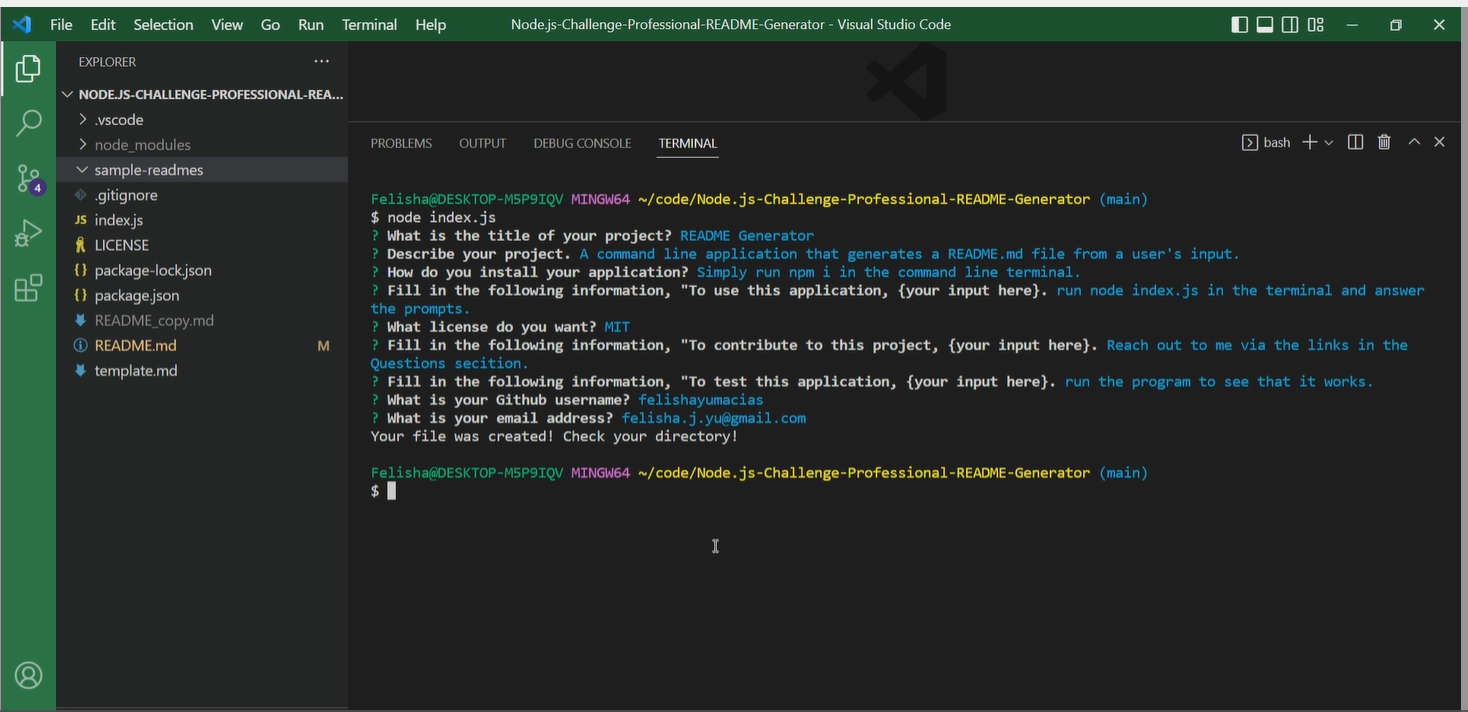 File Edit Selection View Go Run Terminal Help Node.js-Challenge-Professional-README-Generator - Visual Studio Code
EXPLORER ...
NODE.JS-CHALLENGE-PROFESSIONAL-REA...
.vscode
node_modules
sample-readmes
.gitignore
JS index.js
LICENSE
{} package-lock.json
{} package.json
README_copy.md
README.md M
template.md
4
PROBLEMS OUTPUT DEBUG CONSOLE TERMINAL bash
Felisha@DESKTOP-M5P9IQV MINGW64 ~/code/Node.js-Challenge-Professional-README-Generator (main)
$ node index.js
? What is the title of your project? README Generator
? Describe your project. A command line application that generates a README.md file from a user's input.
? How do you install your application? Simply run npm i in the command line terminal.
? Fill in the following information, "To use this application, {your input here}. run node index.js in the terminal and answer
the prompts.
? What license do you want? MIT
? Fill in the following information, "To contribute to this project, {your input here}. Reach out to me via the links in the
Questions secition.
? Fill in the following information, "To test this application, {your input here}. run the program to see that it works.
? What is your Github username? felishayumacias
? What is your email address? felisha.j.yu@gmail.com
Your file was created! Check your directory!
Felisha@DESKTOP-M5P9IQV MINGW64 ~/code/Node.js-Challenge-Professional-README-Generator (main)
$